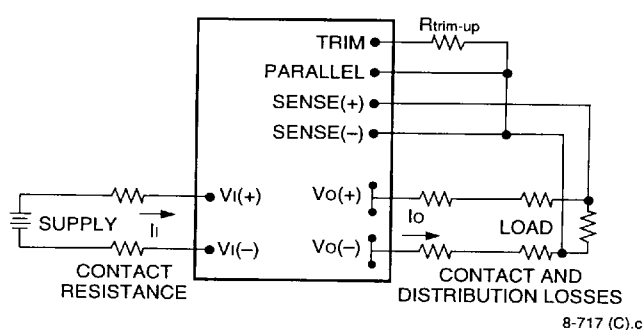 TRIM
Rtrim-up
PARALLEL
SENSE(+)
SENSE(–)
VI(+)
VO(+)
IO
SUPPLY
II
LOAD
VI(–)
VO(–)
CONTACT
RESISTANCE
CONTACT AND
DISTRIBUTION LOSSES
8-717 (C).c